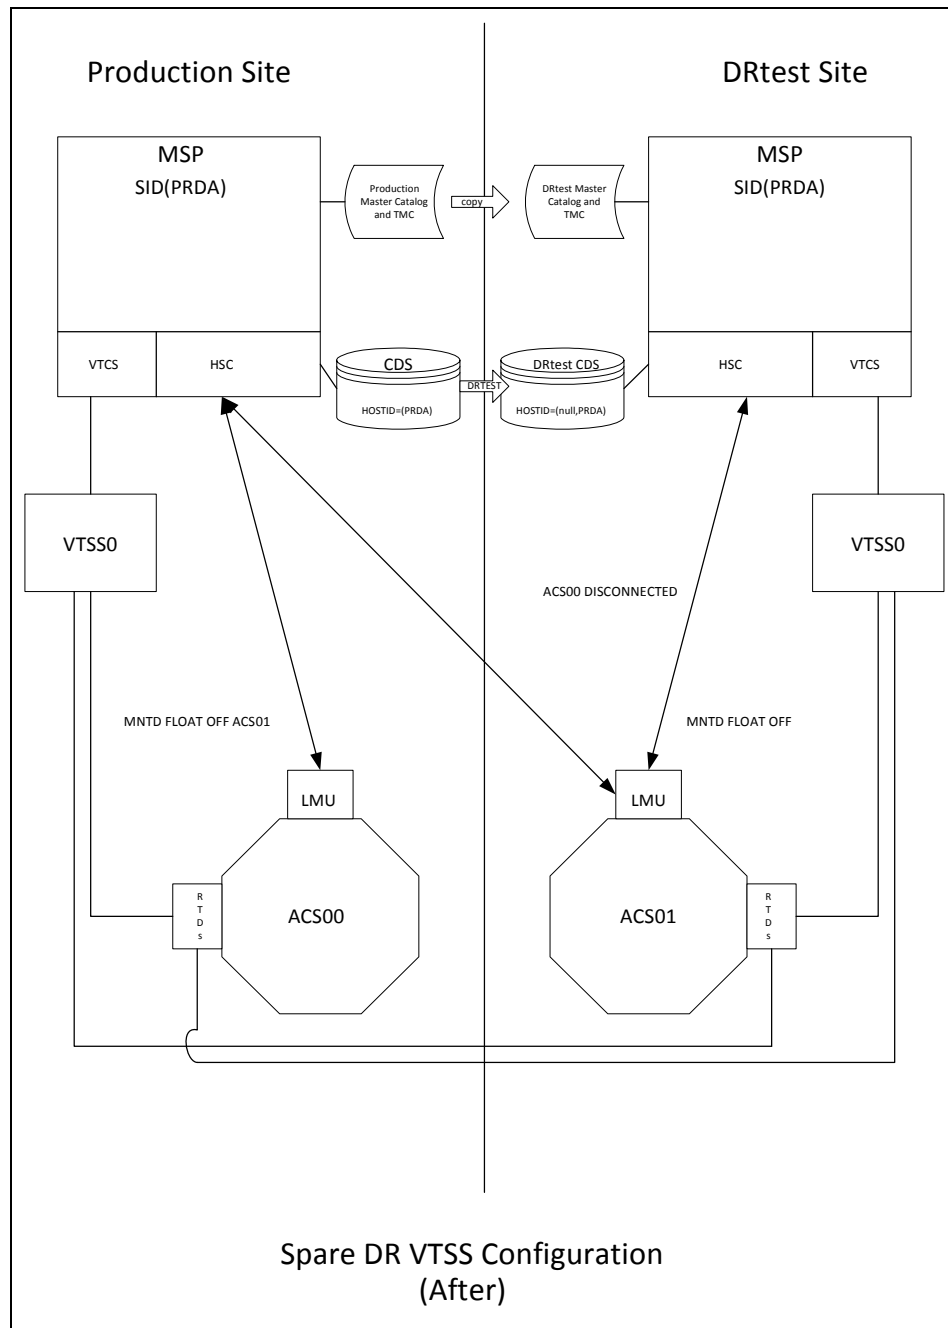 Production Site
DRtest Site
MSP
SID(PRDA)
Production
Master Catalog
and TMC
copy
DRtest Master
Catalog and
TMC
MSP
SID(PRDA)
VTCS
HSC
CDS
HOSTID=(PRDA)
DRTEST
DRtest CDS
HOSTID=(null,PRDA)
HSC
VTCS
VTSS0
VTSS0
ACS00 DISCONNECTED
MNTD FLOAT OFF ACS01
MNTD FLOAT OFF
LMU
LMU
R
T
D
s
ACS00
ACS01
R
T
D
s
Spare DR VTSS Configuration
(After)